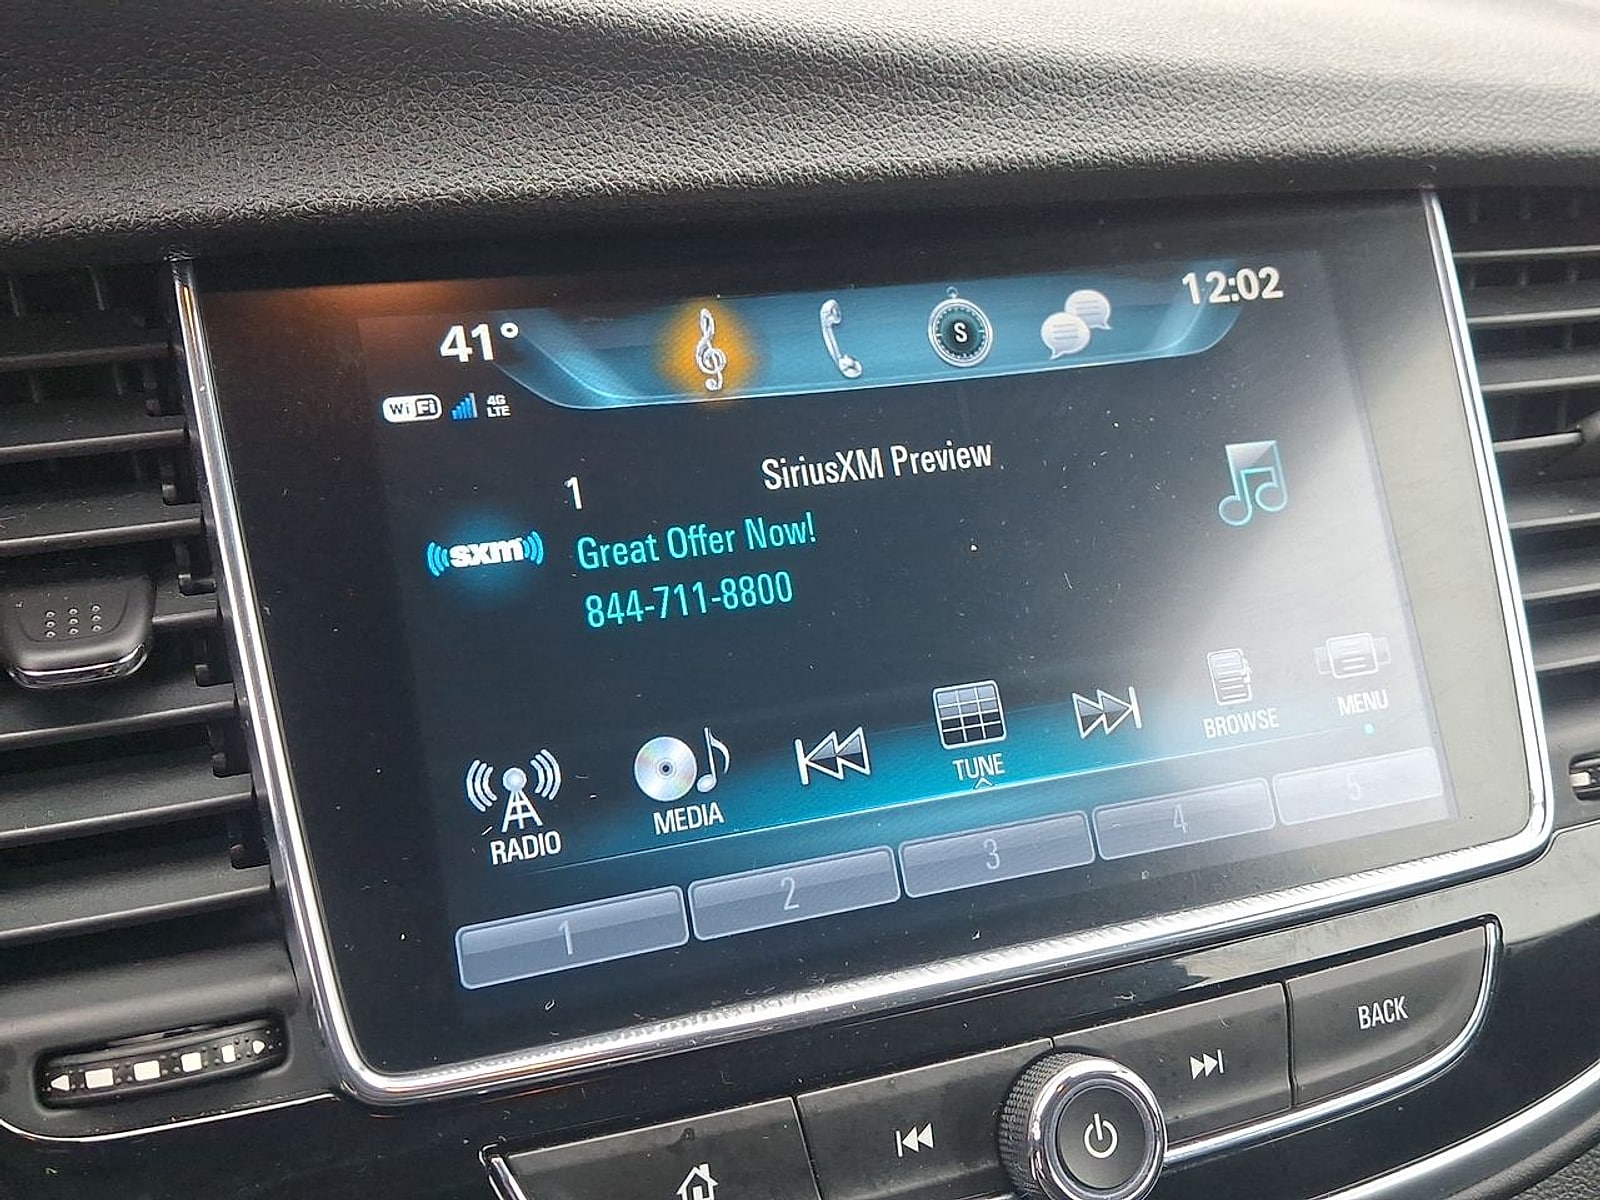 41° 12:02
S
WiFi 4G LTE
1 SiriusXM Preview
sxm
Great Offer Now!
844-711-8800
RADIO MEDIA TUNE BROWSE MENU
1 2 3 4 5
BACK